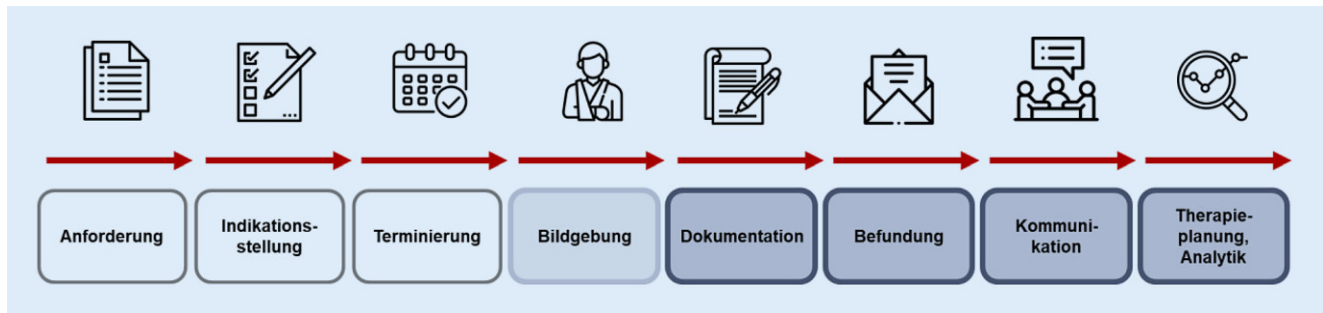 Anforderung
Indikations-
stellung
Terminierung
Bildgebung
Dokumentation
Befundung
Kommuni-
kation
Therapie-
planung,
Analytik